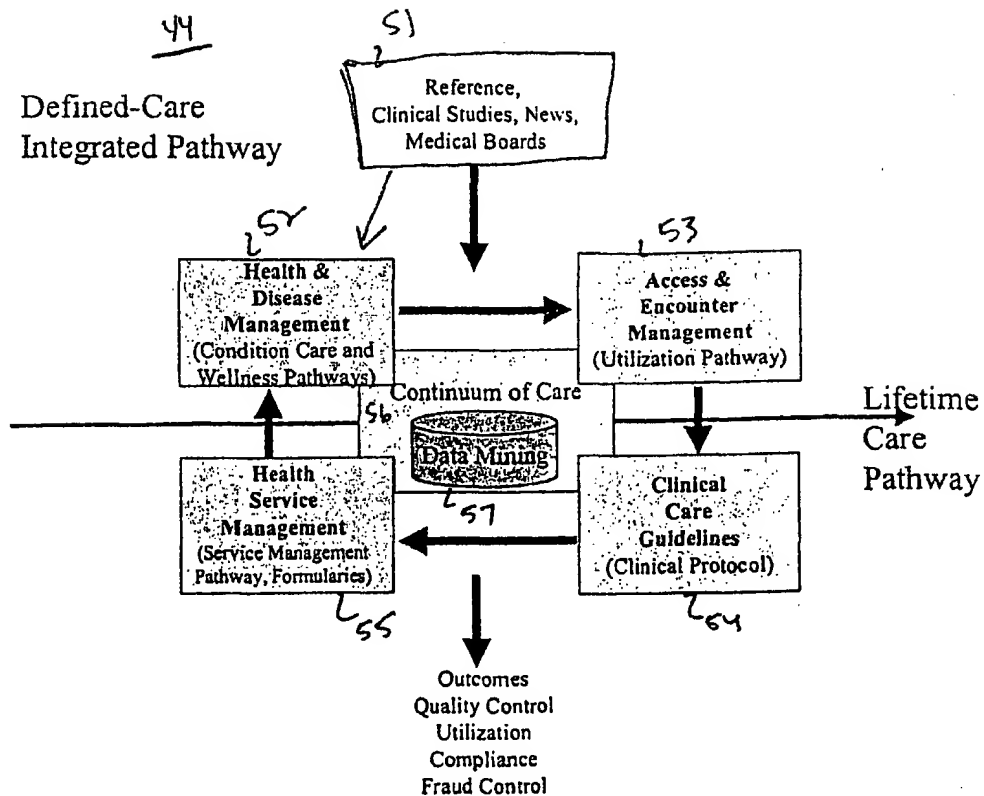 44
51
Defined-Care
Integrated Pathway
Reference,
Clinical Studies, News,
Medical Boards
52
53
Health &
Disease
Management
(Condition Care and
Wellness Pathways)
Access &
Encounter
Management
(Utilization Pathway)
Continuum of Care
56
Data Mining
57
Lifetime
Care
Pathway
Health
Service
Management
(Service Management
Pathway, Formularies)
55
Clinical
Care
Guidelines
(Clinical Protocol)
54
Outcomes
Quality Control
Utilization
Compliance
Fraud Control